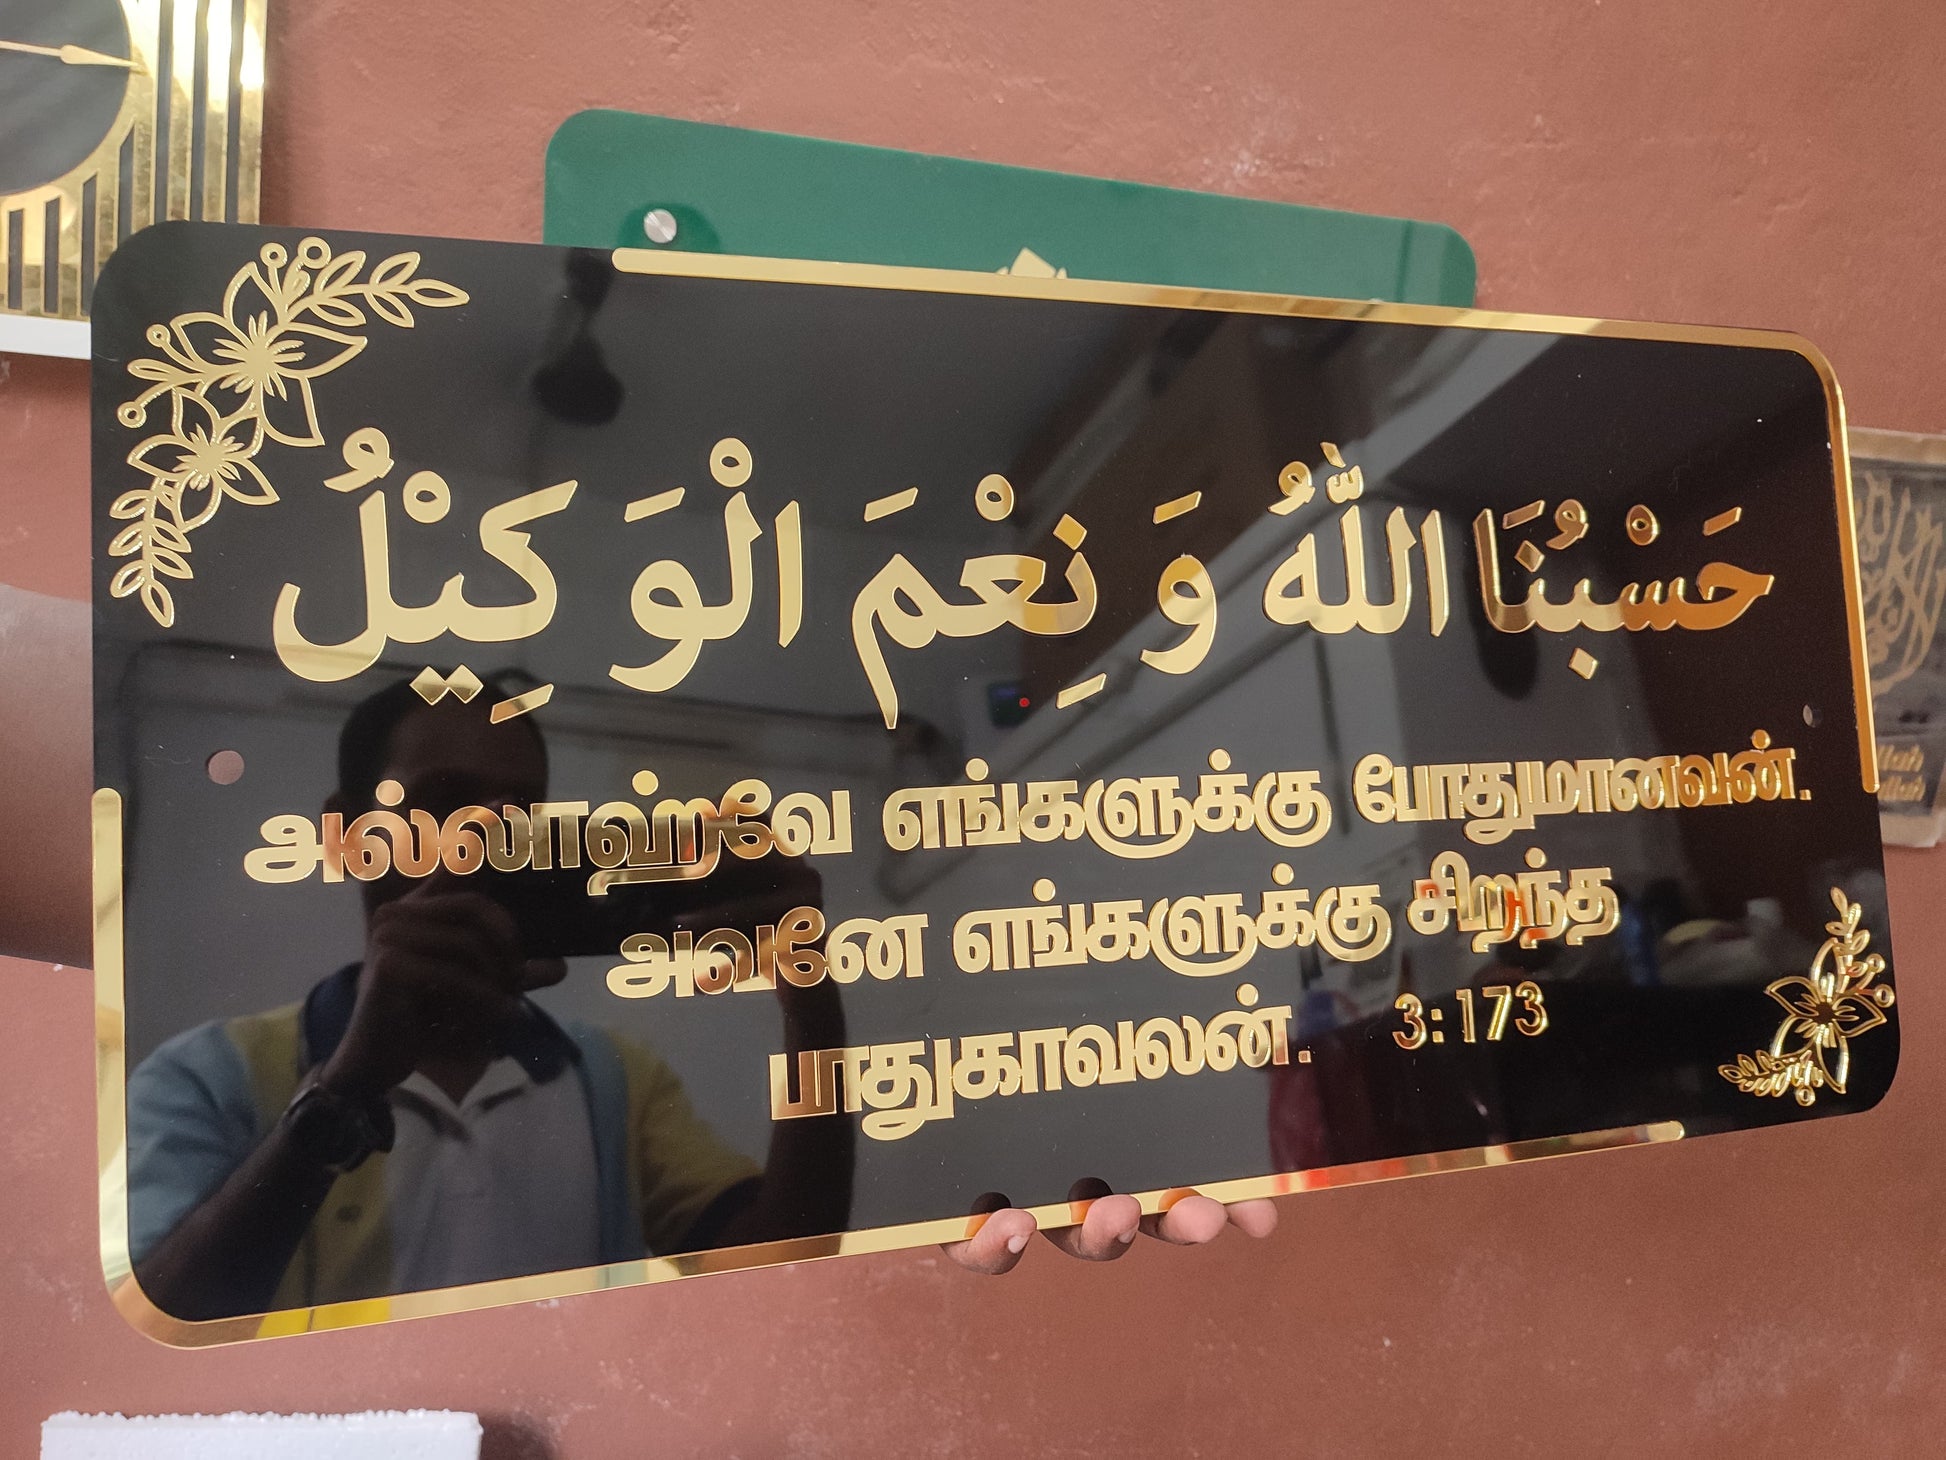 حَسْبُنَا اللّٰهُ وَ نِعْمَ الْوَكِيْلُ
அல்லாஹ்வே எங்களுக்கு போதுமானவன்.
அவனே எங்களுக்கு சிறந்த
பாதுகாவலன். 3:173